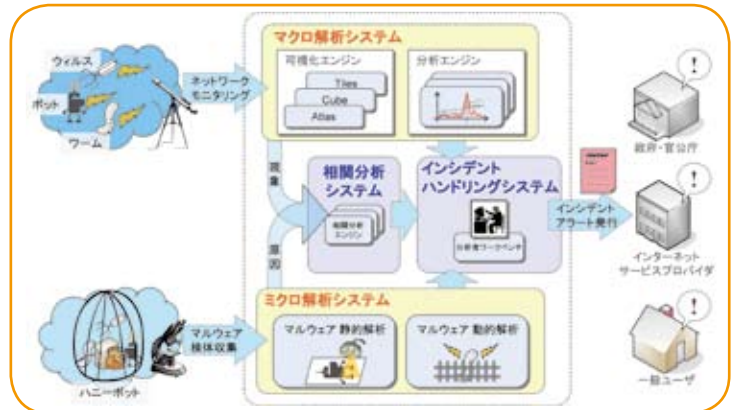 マクロ解析システム
可視化エンジン
Tiles
Cube
Atlas
分析エンジン
ウィルス
ボット
ワーム
ネットワーク
モニタリング
!
政府・官公庁
現象
相関分析
システム
相関分析
エンジン
原因
インシデント
ハンドリングシステム
分析者ワークベンチ
インシデント
アラート発行
!
インターネット
サービスプロバイダ
ミクロ解析システム
マルウェア 静的解析
マルウェア 動的解析
マルウェア
検体収集
ハニーポット
!
一般ユーザ